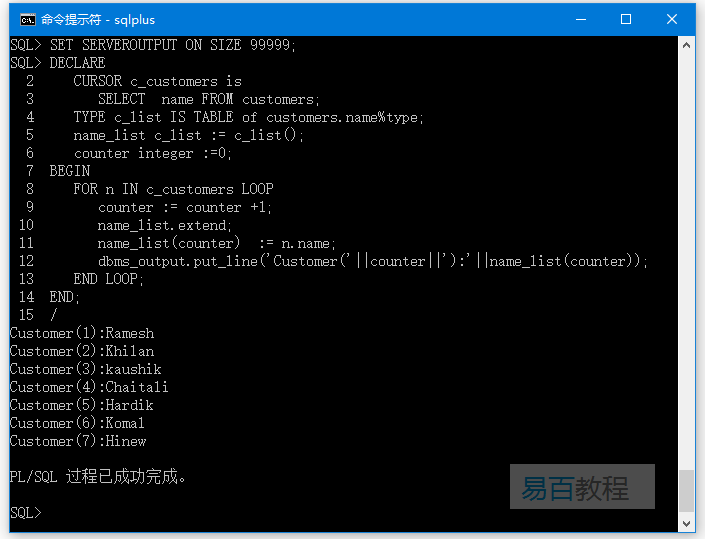 命令提示符 - sqlplus
SQL> SET SERVEROUTPUT ON SIZE 99999;
SQL> DECLARE
  2     CURSOR c_customers is
  3        SELECT  name FROM customers;
  4     TYPE c_list IS TABLE of customers.name%type;
  5     name_list c_list := c_list();
  6     counter integer :=0;
  7  BEGIN
  8     FOR n IN c_customers LOOP
  9        counter := counter +1;
 10        name_list.extend;
 11        name_list(counter)  := n.name;
 12        dbms_output.put_line('Customer('||counter||'):'||name_list(counter));
 13     END LOOP;
 14  END;
 15  /
Customer(1):Ramesh
Customer(2):Khilan
Customer(3):kaushik
Customer(4):Chaitali
Customer(5):Hardik
Customer(6):Komal
Customer(7):Hinew
PL/SQL 过程已成功完成。
易百教程
SQL>